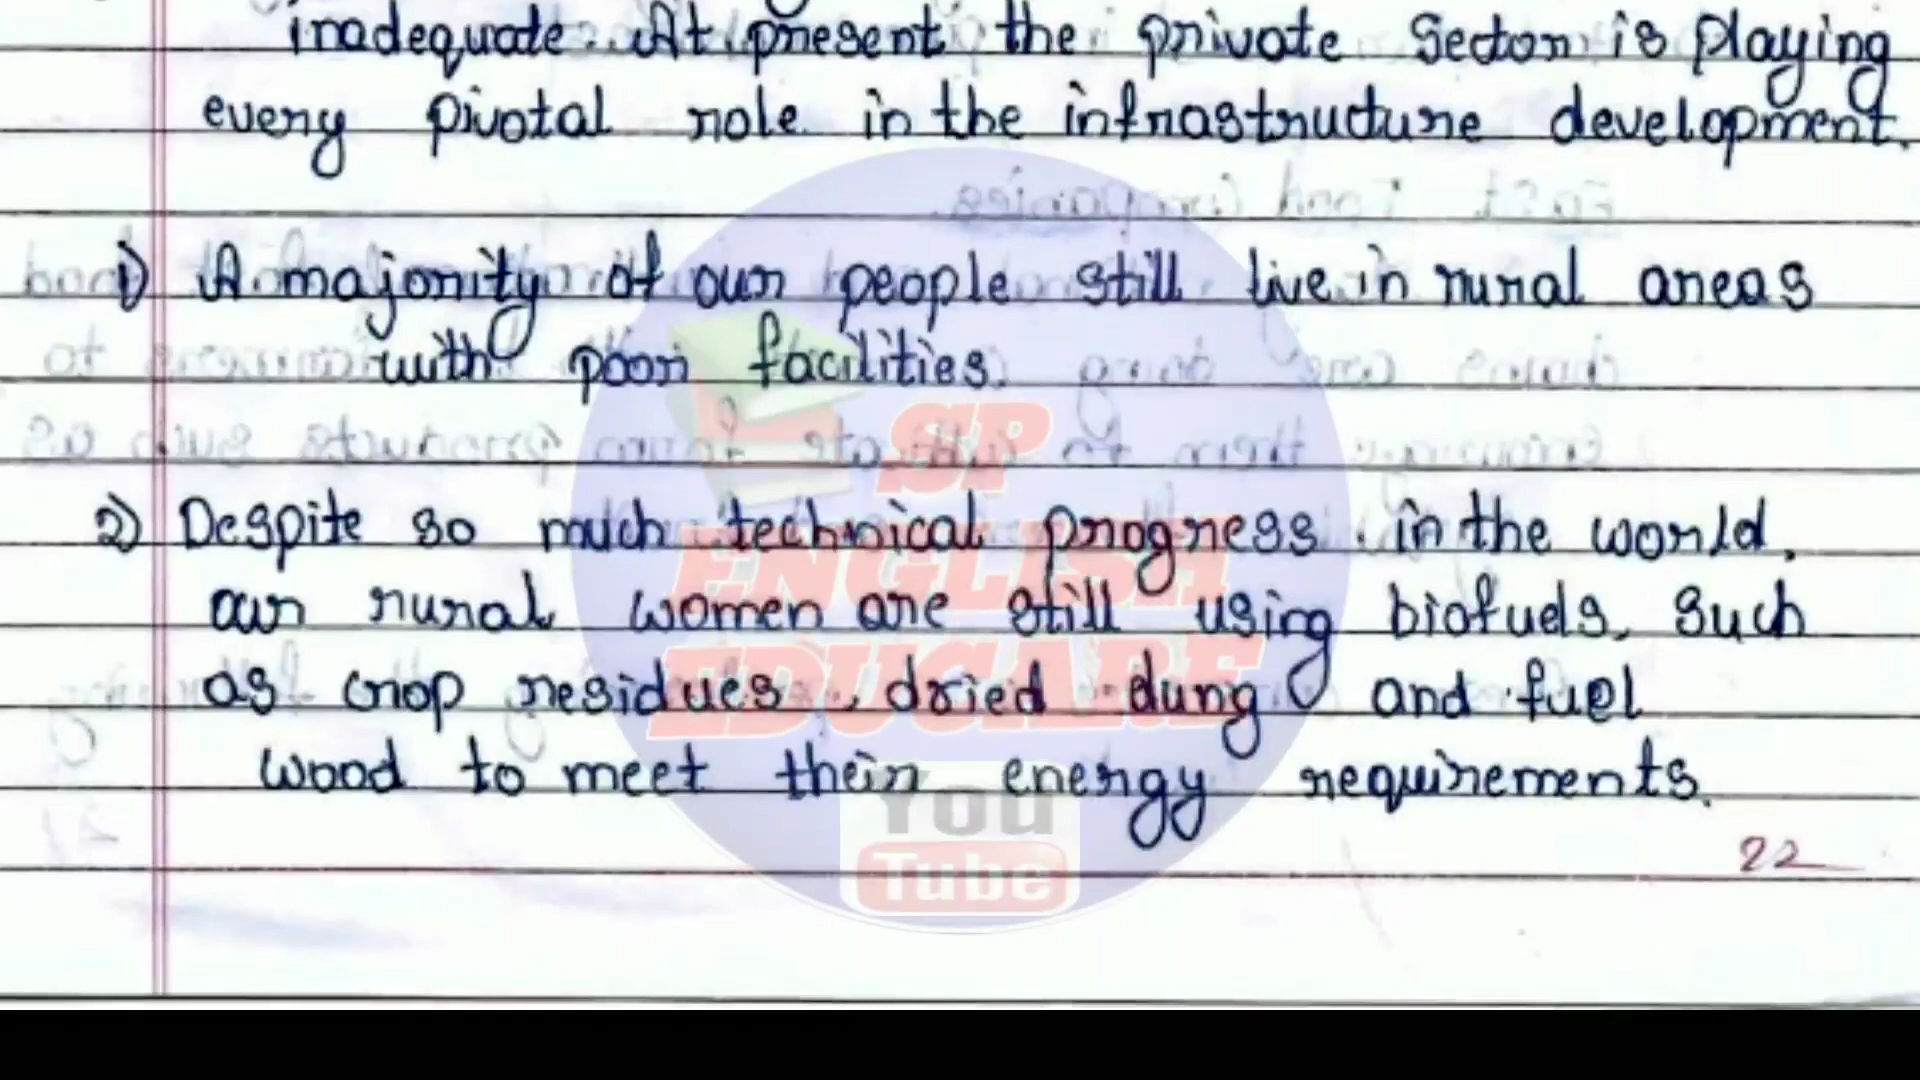 inadequate. At present the private sector is playing
every pivotal role in the infrastructure development.
1) A majority of our people still live in rural areas
with poor facilities.
2) Despite so much technical progress in the world.
our rural women are still using biofuels, such
as crop residues, dried dung and fuel
wood to meet their energy requirements.
SP
ENGLISH
EDUCARE
You
Tube
22